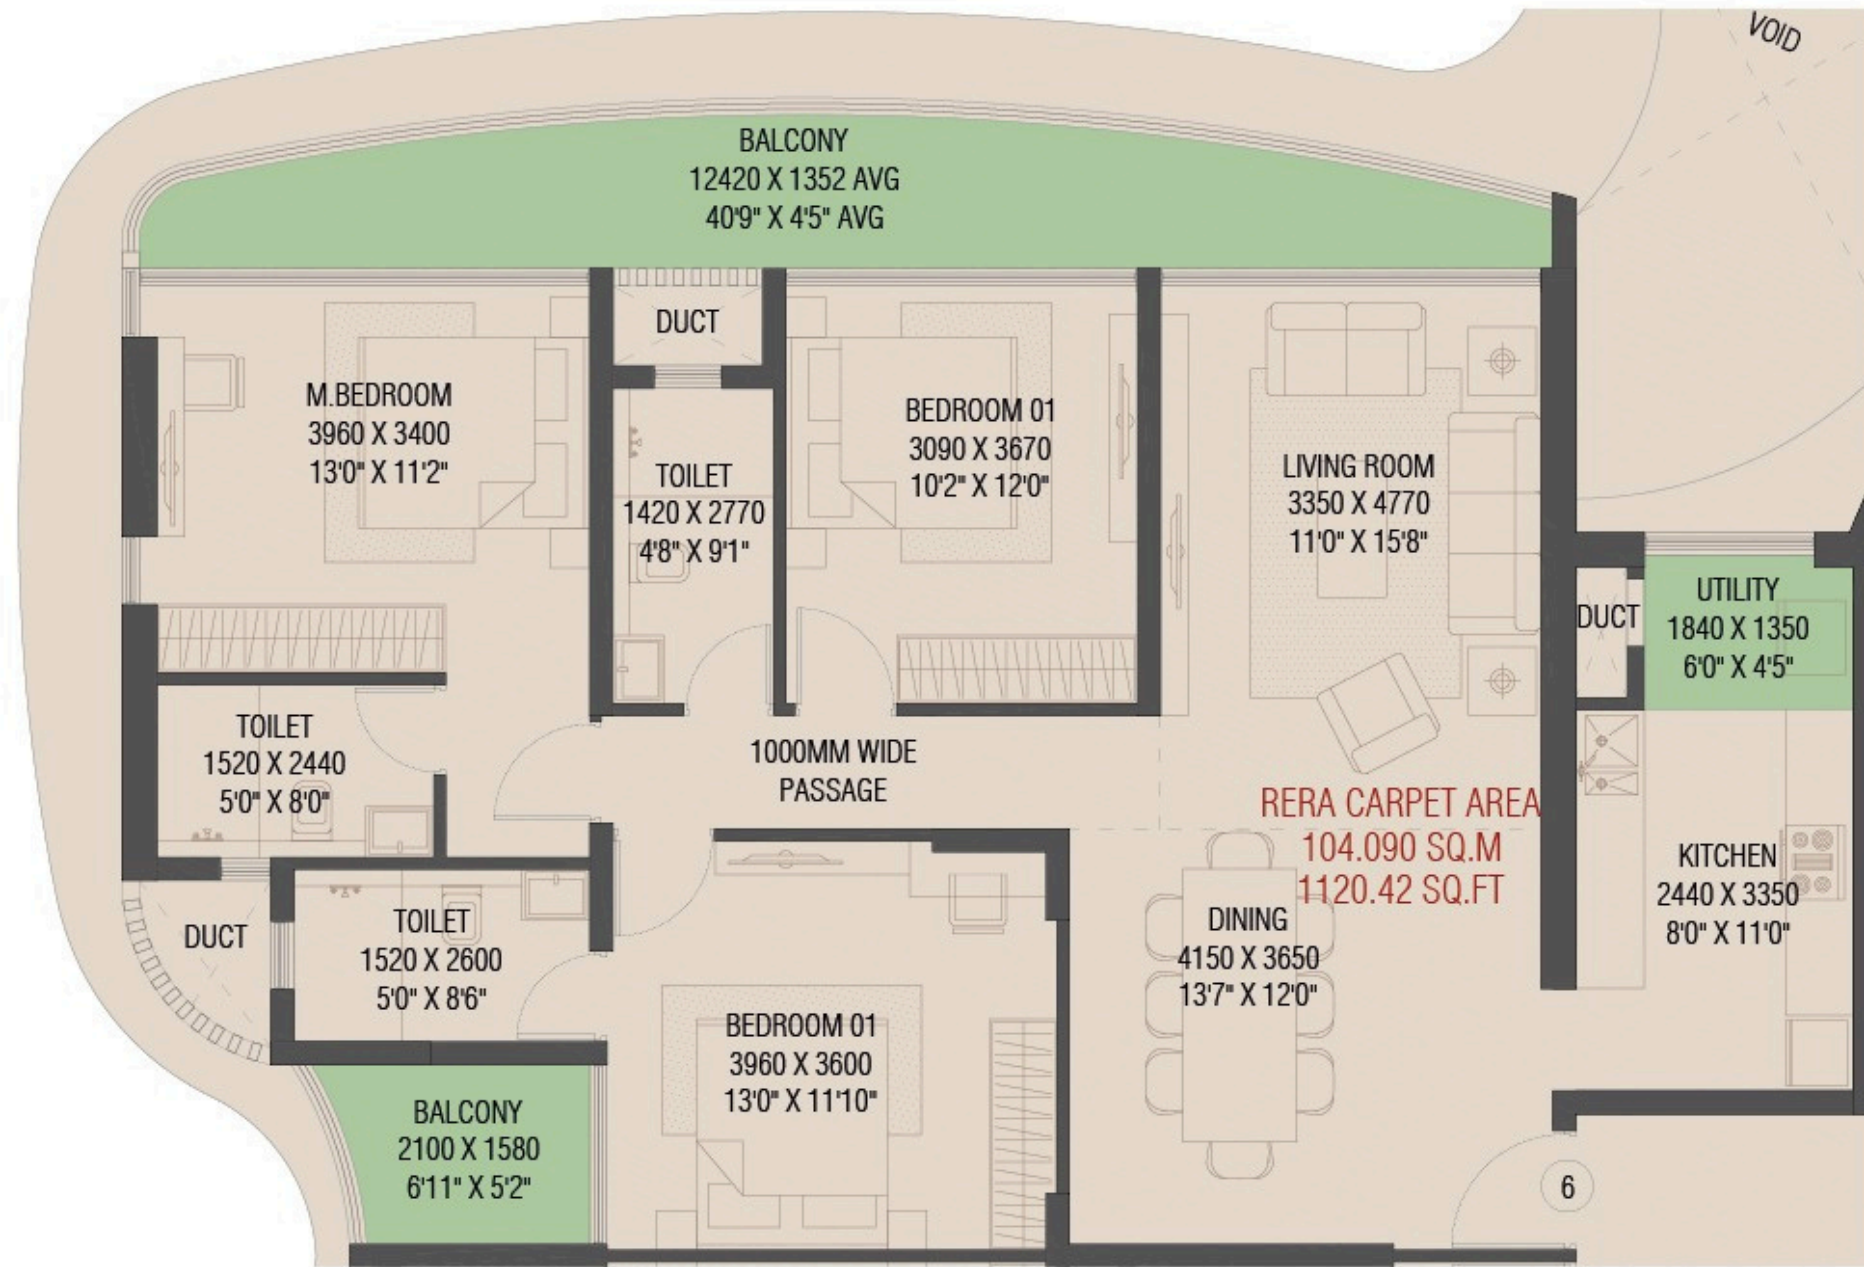 VOID
BALCONY
12420 X 1352 AVG
40'9" X 4'5" AVG
DUCT
M.BEDROOM
3960 X 3400
13'0" X 11'2"
TOILET
1420 X 2770
4'8" X 9'1"
BEDROOM 01
3090 X 3670
10'2" X 12'0"
LIVING ROOM
3350 X 4770
11'0" X 15'8"
DUCT
UTILITY
1840 X 1350
6'0" X 4'5"
TOILET
1520 X 2440
5'0" X 8'0"
1000MM WIDE
PASSAGE
RERA CARPET AREA
104.090 SQ.M
1120.42 SQ.FT
KITCHEN
2440 X 3350
8'0" X 11'0"
DUCT
TOILET
1520 X 2600
5'0" X 8'6"
DINING
4150 X 3650
13'7" X 12'0"
BEDROOM 01
3960 X 3600
13'0" X 11'10"
BALCONY
2100 X 1580
6'11" X 5'2"
6